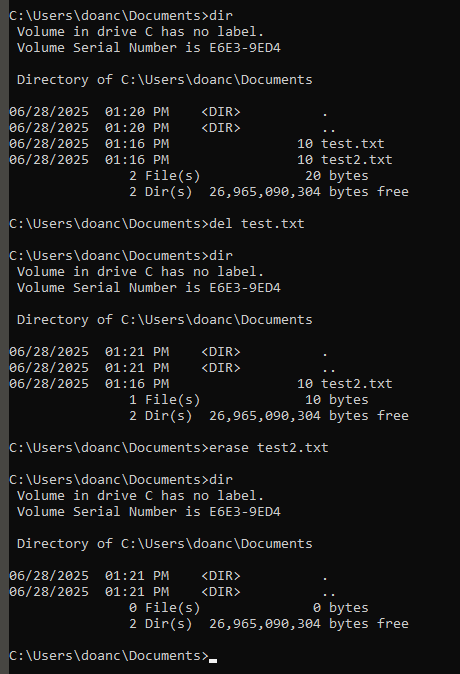 C:\Users\doanc\Documents>dir
 Volume in drive C has no label.
 Volume Serial Number is E6E3-9ED4

 Directory of C:\Users\doanc\Documents

06/28/2025  01:20 PM    <DIR>          .
06/28/2025  01:20 PM    <DIR>          ..
06/28/2025  01:16 PM                10 test.txt
06/28/2025  01:16 PM                10 test2.txt
               2 File(s)             20 bytes
               2 Dir(s)  26,965,090,304 bytes free

C:\Users\doanc\Documents>del test.txt

C:\Users\doanc\Documents>dir
 Volume in drive C has no label.
 Volume Serial Number is E6E3-9ED4

 Directory of C:\Users\doanc\Documents

06/28/2025  01:21 PM    <DIR>          .
06/28/2025  01:21 PM    <DIR>          ..
06/28/2025  01:16 PM                10 test2.txt
               1 File(s)             10 bytes
               2 Dir(s)  26,965,090,304 bytes free

C:\Users\doanc\Documents>erase test2.txt

C:\Users\doanc\Documents>dir
 Volume in drive C has no label.
 Volume Serial Number is E6E3-9ED4

 Directory of C:\Users\doanc\Documents

06/28/2025  01:21 PM    <DIR>          .
06/28/2025  01:21 PM    <DIR>          ..
               0 File(s)              0 bytes
               2 Dir(s)  26,965,090,304 bytes free

C:\Users\doanc\Documents>